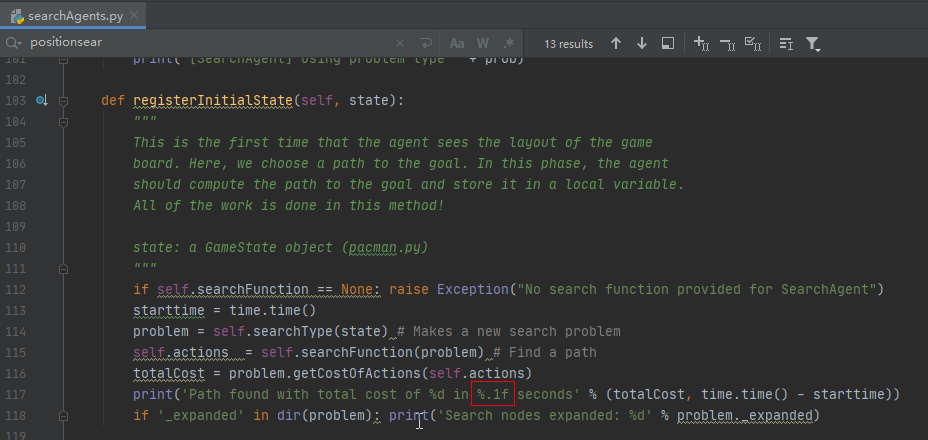 searchAgents.py
positionsear
Aa W .* 13 results
101 print('[SearchAgent] using problem type ' + prob)
102
103 def registerInitialState(self, state):
104 """
105 This is the first time that the agent sees the layout of the game
106 board. Here, we choose a path to the goal. In this phase, the agent
107 should compute the path to the goal and store it in a local variable.
108 All of the work is done in this method!
109
110 state: a GameState object (pacman.py)
111 """
112 if self.searchFunction == None: raise Exception("No search function provided for SearchAgent")
113 starttime = time.time()
114 problem = self.searchType(state) # Makes a new search problem
115 self.actions  = self.searchFunction(problem) # Find a path
116 totalCost = problem.getCostOfActions(self.actions)
117 print('Path found with total cost of %d in %.1f seconds' % (totalCost, time.time() - starttime))
118 if '_expanded' in dir(problem): print('Search nodes expanded: %d' % problem._expanded)
119